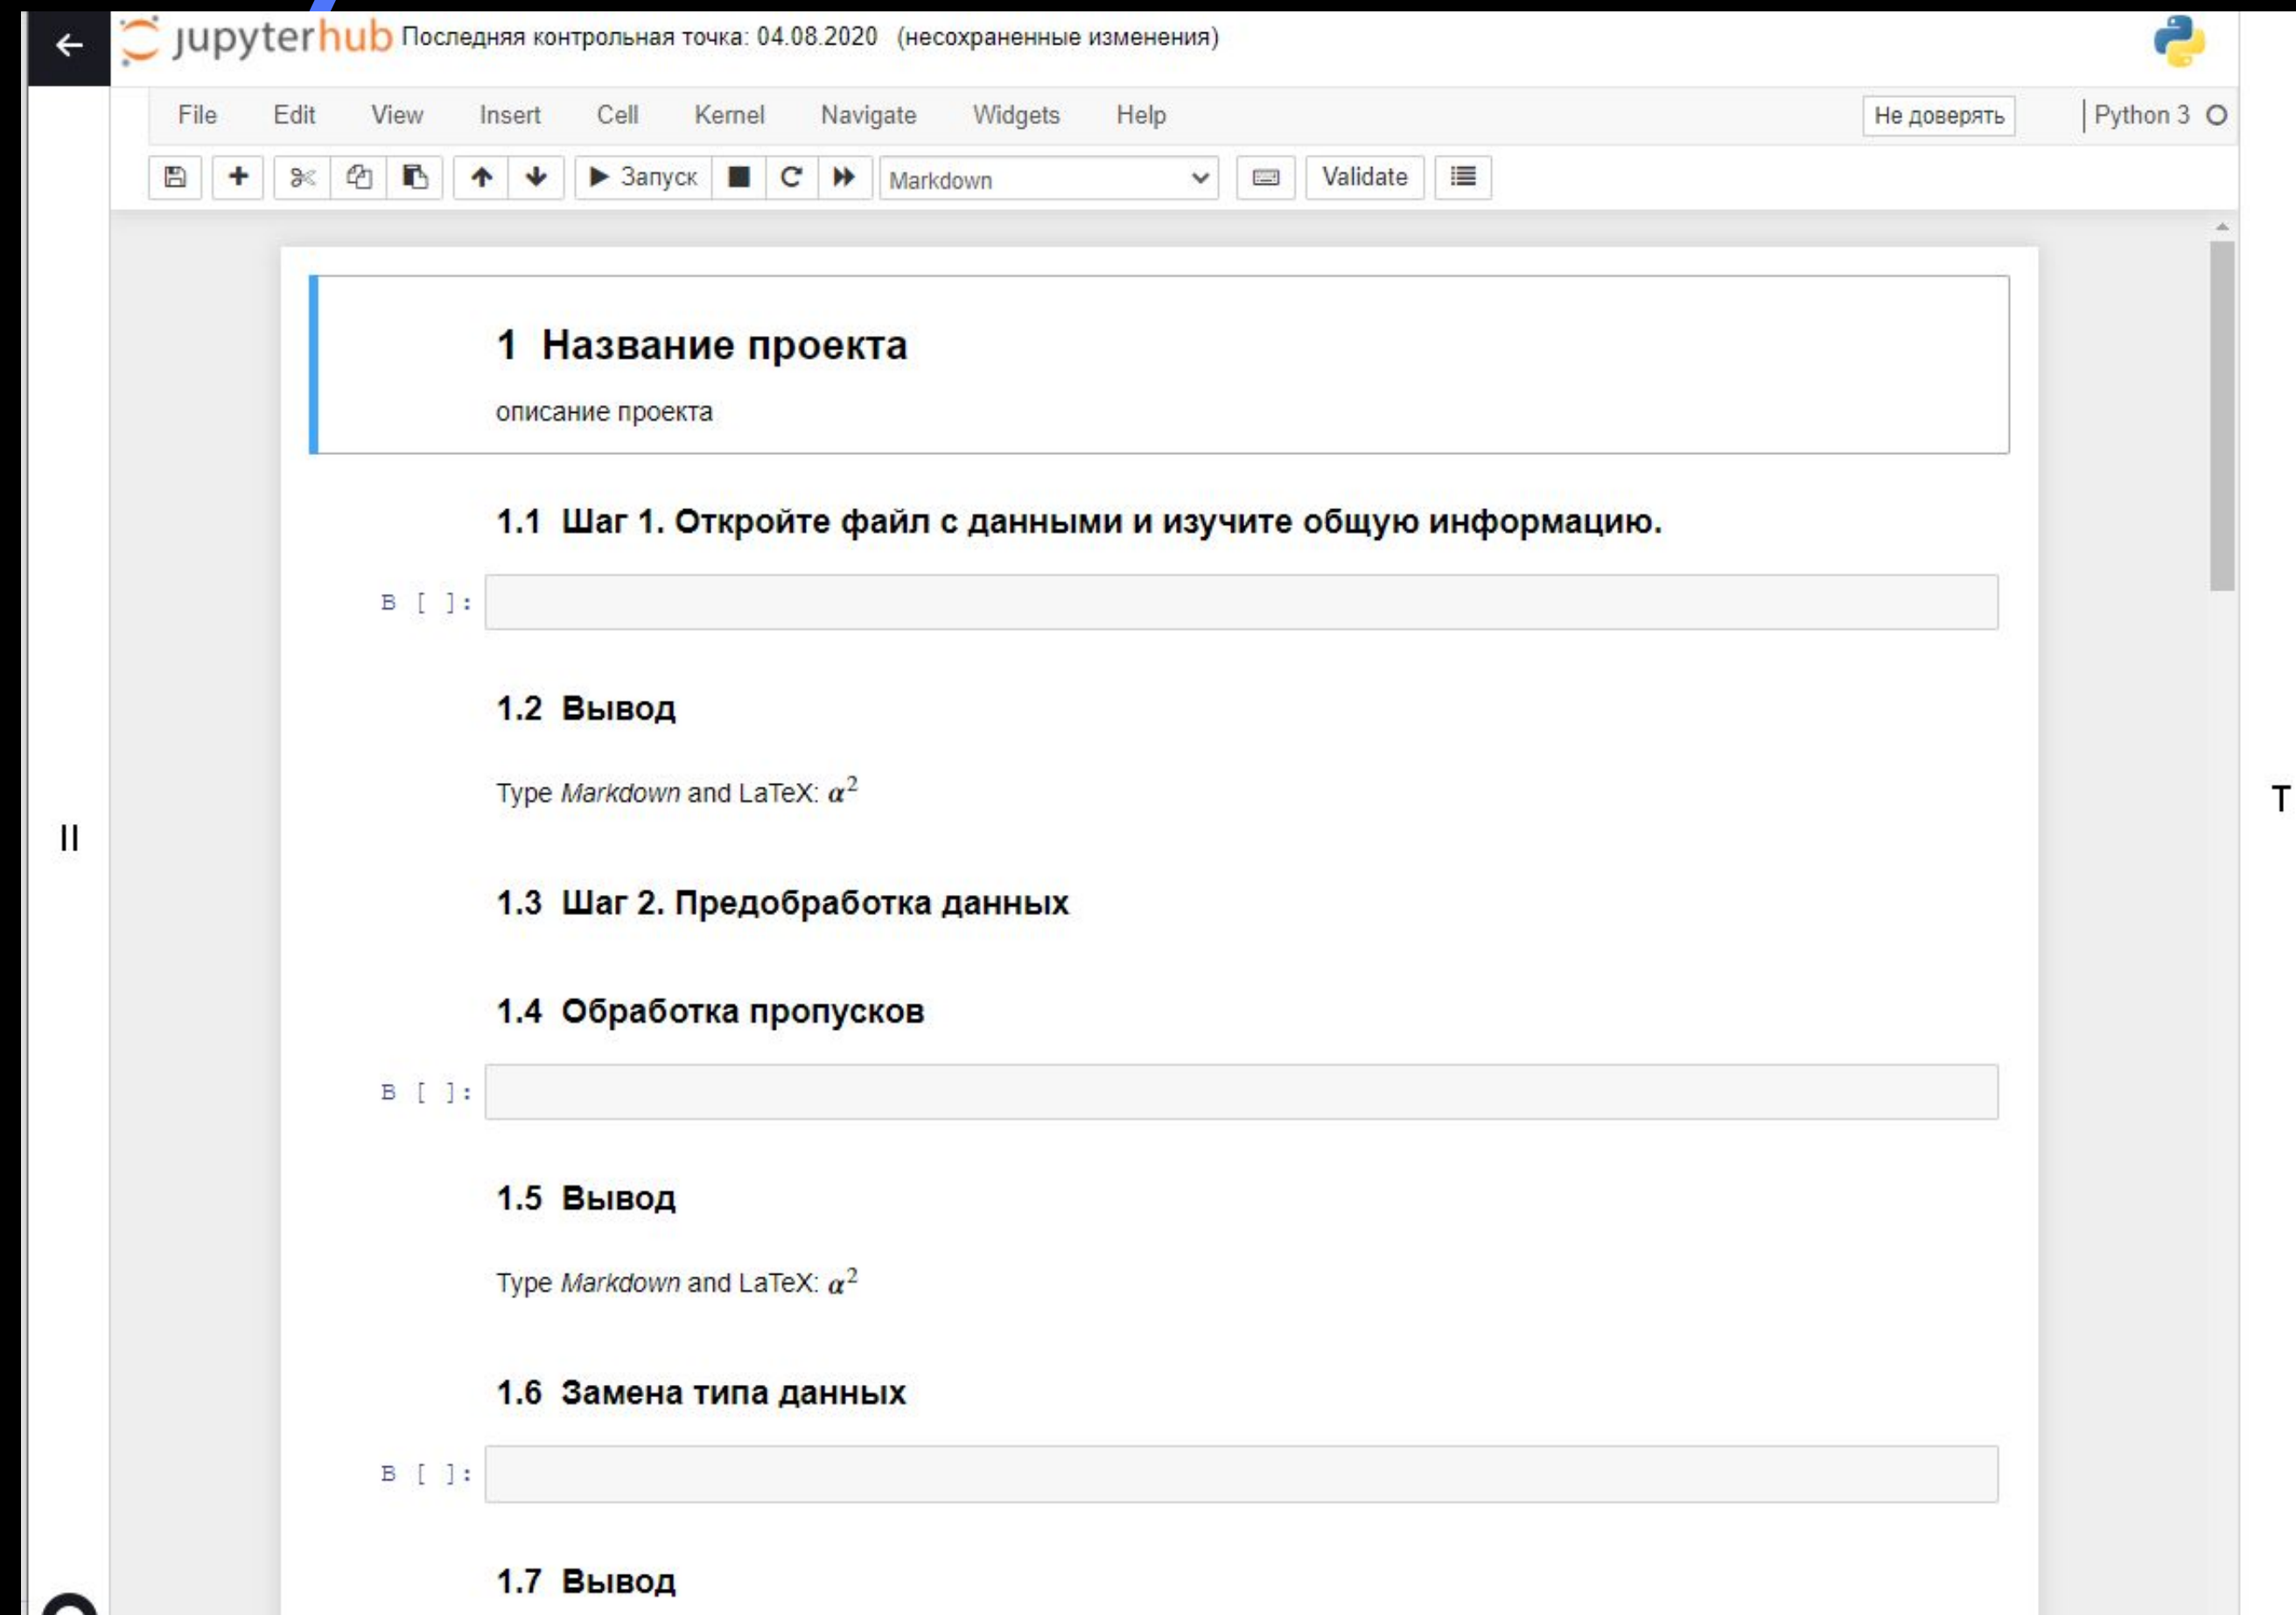 jupyterhub Последняя контрольная точка: 04.08.2020 (несохраненные изменения)
File Edit View Insert Cell Kernel Navigate Widgets Help Не доверять Python 3
Запуск Markdown Validate
1 Название проекта
описание проекта
1.1 Шаг 1. Откройте файл с данными и изучите общую информацию.
В [ ]:
1.2 Вывод
Type Markdown and LaTeX: α²
T
II
1.3 Шаг 2. Предобработка данных
1.4 Обработка пропусков
В [ ]:
1.5 Вывод
Type Markdown and LaTeX: α²
1.6 Замена типа данных
В [ ]:
1.7 Вывод